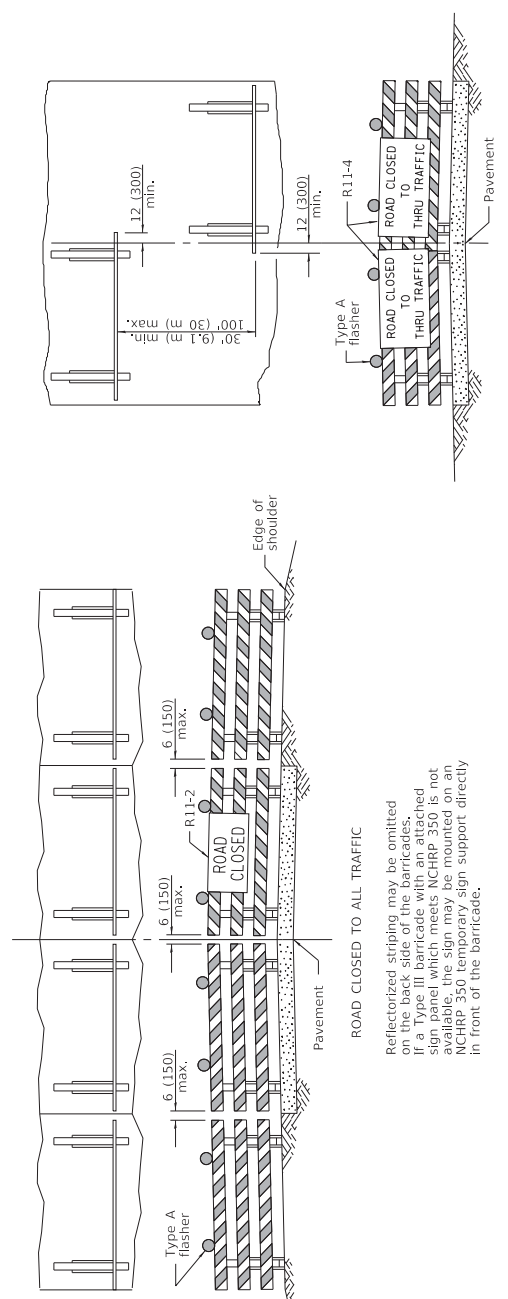 Type A
flasher
6 (150)
max.
6 (150)
max.
R11-2
6 (150)
max.
ROAD
CLOSED
Edge of
shoulder
Pavement
ROAD CLOSED TO ALL TRAFFIC
Reflectorized striping may be omitted
on the back side of the barricades.
If a Type III barricade with an attached
sign panel which meets NCHRP 350 is not
available, the sign may be mounted on an
NCHRP 350 temporary sign support directly
in front of the barricade.
12 (300)
min.
30' (9.1 m) min.
100' (30 m) max.
12 (300)
min.
Type A
flasher
R11-4
ROAD CLOSED
TO
THRU TRAFFIC
ROAD CLOSED
TO
THRU TRAFFIC
Pavement